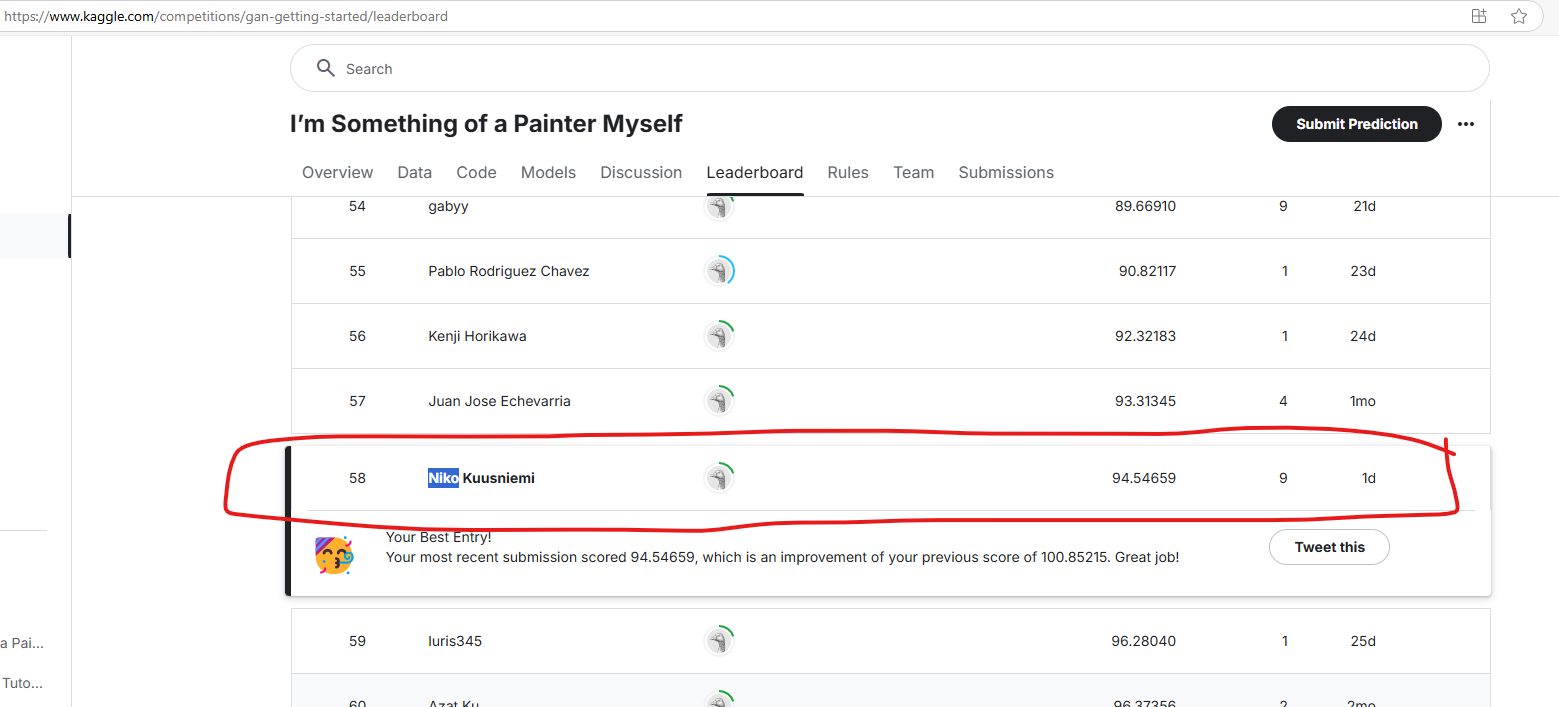 https://www.kaggle.com/competitions/gan-getting-started/leaderboard
Search
I'm Something of a Painter Myself
Submit Prediction
Overview Data Code Models Discussion Leaderboard Rules Team Submissions
54 gabyy 89.66910 9 21d
55 Pablo Rodriguez Chavez 90.82117 1 23d
56 Kenji Horikawa 92.32183 1 24d
57 Juan Jose Echevarria 93.31345 4 1mo
58 Niko Kuusniemi 94.54659 9 1d
Your Best Entry!
Your most recent submission scored 94.54659, which is an improvement of your previous score of 100.85215. Great job!
Tweet this
59 Iuris345 96.28040 1 25d
a Pai...
Tuto...
60 Azat Ku 96.37356 2 2mo